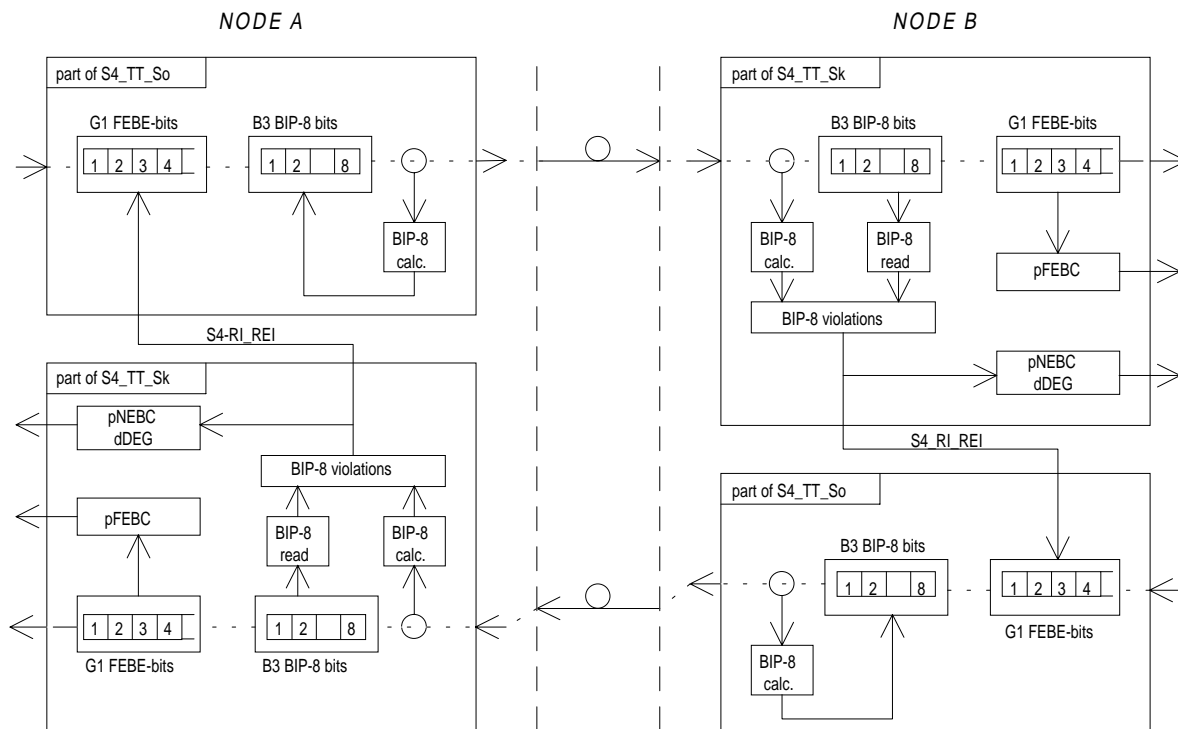 NODE A
NODE B
part of S4_TT_So
G1 FEBE-bits
B3 BIP-8 bits
1 2 3 4
1 2 8
BIP-8
calc.
S4-RI_REI
part of S4_TT_Sk
pNEBC
dDEG
BIP-8 violations
pFEBC
BIP-8
read
BIP-8
calc.
1 2 3 4
1 2 8
G1 FEBE-bits
B3 BIP-8 bits
part of S4_TT_Sk
B3 BIP-8 bits
G1 FEBE-bits
1 2 8
1 2 3 4
BIP-8
calc.
BIP-8
read
pFEBC
BIP-8 violations
pNEBC
dDEG
S4_RI_REI
part of S4_TT_So
B3 BIP-8 bits
1 2 8
1 2 3 4
G1 FEBE-bits
BIP-8
calc.